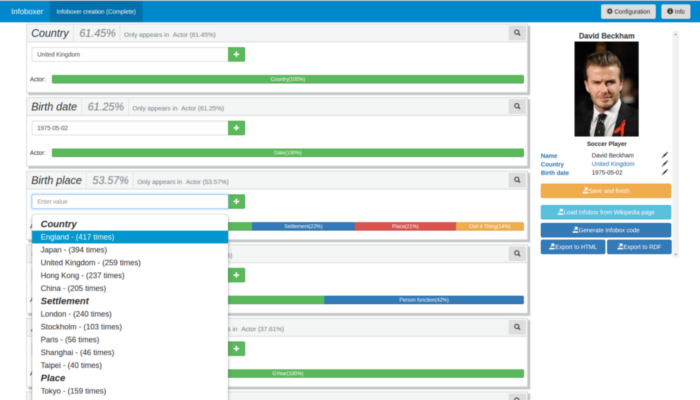 Infoboxer
Infoboxer creation (Complete)
Configuration
Info
Country 61.45% Only appears in Actor (61.45%)
United Kingdom
Actor:
Country(100%)
Birth date 61.25% Only appears in Actor (61.25%)
1975-05-02
Actor:
Date(100%)
Birth place 53.57% Only appears in Actor (53.57%)
Enter value
Settlement(22%)
Place(21%)
Owl # Thing(14%)
Country
England - (417 times)
Japan - (394 times)
United Kingdom - (259 times)
Hong Kong - (237 times)
China - (205 times)
Settlement
London - (240 times)
Stockholm - (103 times)
Paris - (56 times)
Shanghai - (46 times)
Taipei - (40 times)
Place
Tokyo - (159 times)
Person function(42%)
in Actor (37.61%)
GYear(100%)
David Beckham
Soccer Player
Name David Beckham
Country United Kingdom
Birth date 1975-05-02
Save and finish
Load infobox from Wikipedia page
Generate infobox code
Export to HTML
Export to RDF